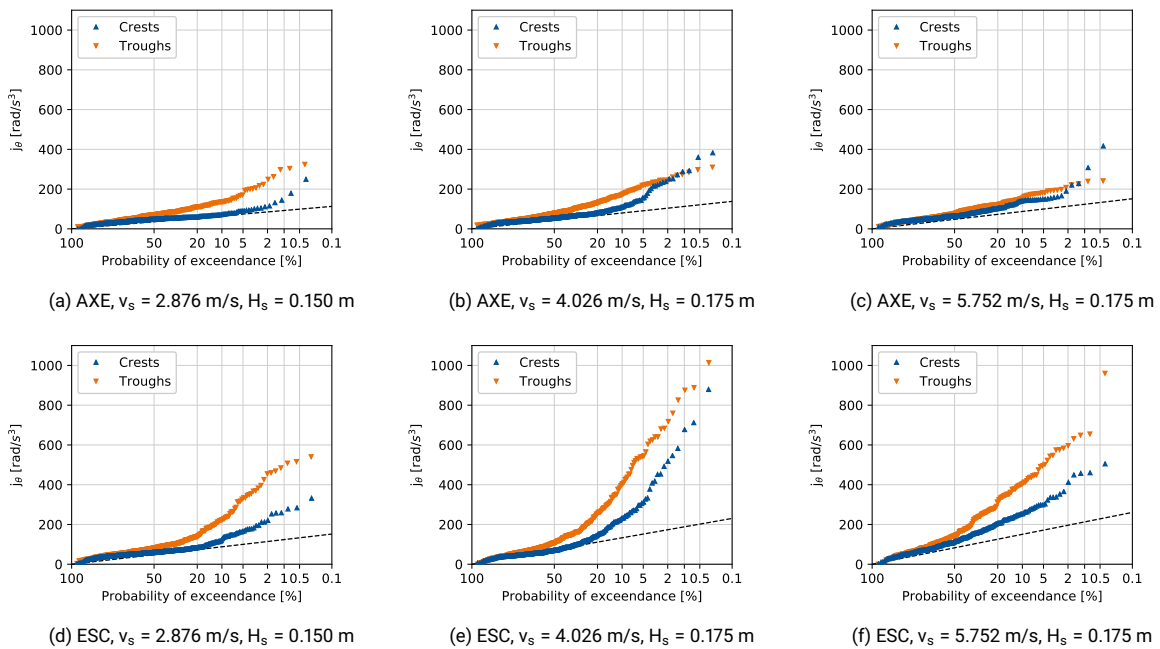 1000
800
600
400
200
0
j_θ [rad/s³]
Crests
Troughs
100 50 20 10 5 2 1 0.5 0.1
Probability of exceendance [%]
(a) AXE, v_s = 2.876 m/s, H_s = 0.150 m
1000
800
600
400
200
0
j_θ [rad/s³]
Crests
Troughs
100 50 20 10 5 2 1 0.5 0.1
Probability of exceendance [%]
(b) AXE, v_s = 4.026 m/s, H_s = 0.175 m
1000
800
600
400
200
0
j_θ [rad/s³]
Crests
Troughs
100 50 20 10 5 2 1 0.5 0.1
Probability of exceendance [%]
(c) AXE, v_s = 5.752 m/s, H_s = 0.175 m
1000
800
600
400
200
0
j_θ [rad/s³]
Crests
Troughs
100 50 20 10 5 2 1 0.5 0.1
Probability of exceendance [%]
(d) ESC, v_s = 2.876 m/s, H_s = 0.150 m
1000
800
600
400
200
0
j_θ [rad/s³]
Crests
Troughs
100 50 20 10 5 2 1 0.5 0.1
Probability of exceendance [%]
(e) ESC, v_s = 4.026 m/s, H_s = 0.175 m
1000
800
600
400
200
0
j_θ [rad/s³]
Crests
Troughs
100 50 20 10 5 2 1 0.5 0.1
Probability of exceendance [%]
(f) ESC, v_s = 5.752 m/s, H_s = 0.175 m